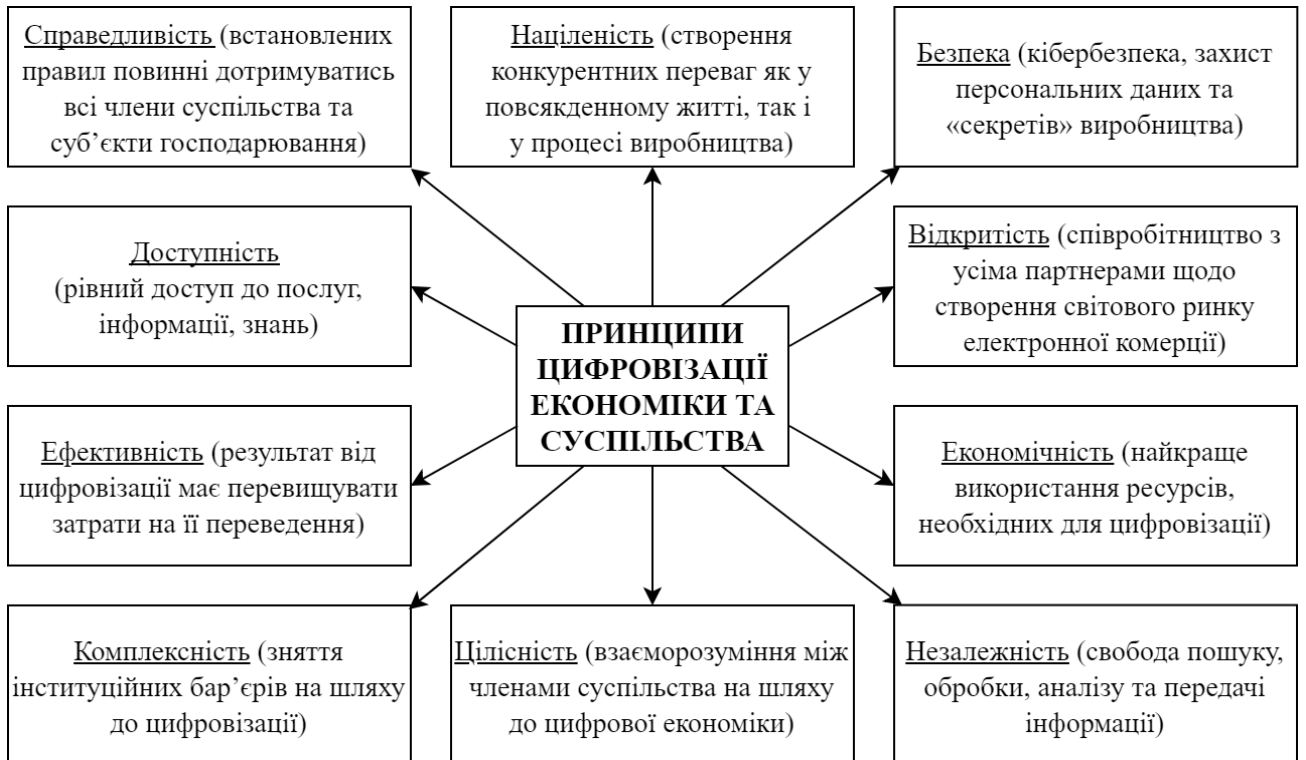 Справедливість (встановлених
правил повинні дотримуватись
всі члени суспільства та
суб’єкти господарювання)
Націленість (створення
конкурентних переваг як у
повсякденному житті, так і
у процесі виробництва)
Безпека (кібербезпека, захист
персональних даних та
«секретів» виробництва)
Доступність
(рівний доступ до послуг,
інформації, знань)
Відкритість (співробітництво з
усіма партнерами щодо
створення світового ринку
електронної комерції)
ПРИНЦИПИ
ЦИФРОВІЗАЦІЇ
ЕКОНОМІКИ ТА
СУСПІЛЬСТВА
Ефективність (результат від
цифровізації має перевищувати
затрати на її переведення)
Економічність (найкраще
використання ресурсів,
необхідних для цифровізації)
Комплексність (зняття
інституційних бар’єрів на шляху
до цифровізації)
Цілісність (взаєморозуміння між
членами суспільства на шляху
до цифрової економіки)
Незалежність (свобода пошуку,
обробки, аналізу та передачі
інформації)